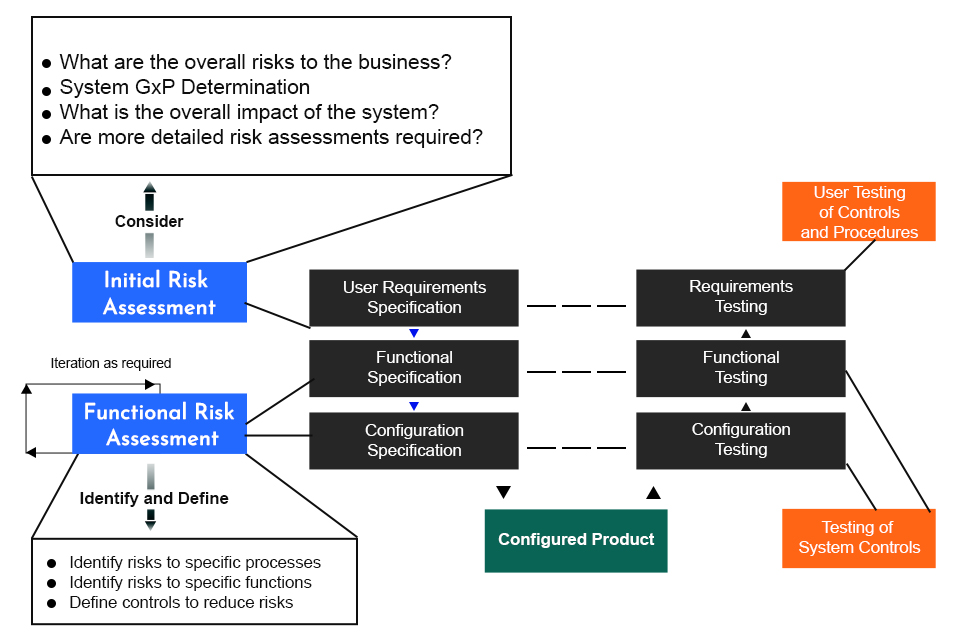 What are the overall risks to the business?
System GxP Determination
What is the overall impact of the system?
Are more detailed risk assessments required?
Consider
Initial Risk
Assessment
User Testing
of Controls
and Procedures
User Requirements
Specification
Requirements
Testing
Iteration as required
Functional
Specification
Functional
Testing
Functional Risk
Assessment
Configuration
Specification
Configuration
Testing
Identify and Define
Configured Product
Testing of
System Controls
Identify risks to specific processes
Identify risks to specific functions
Define controls to reduce risks